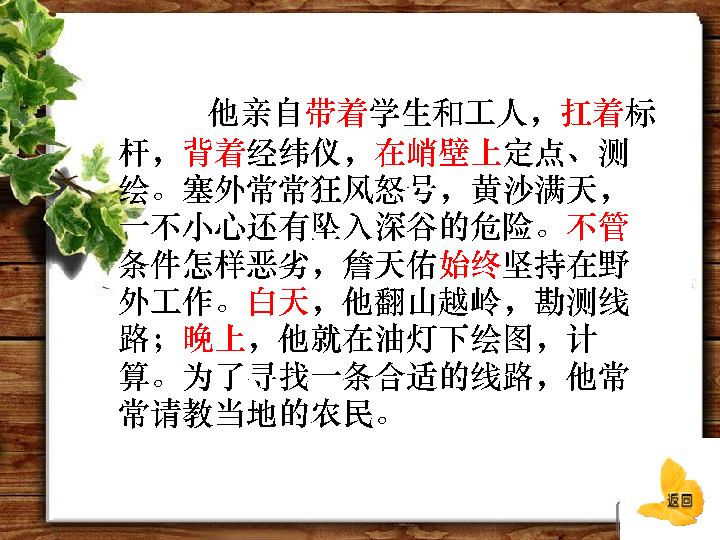 他亲自带着学生和工人，扛着标
杆，背着经纬仪，在峭壁上定点、测
绘。塞外常常狂风怒号，黄沙满天，
一不小心还有坠入深谷的危险。不管
条件怎样恶劣，詹天佑始终坚持在野
外工作。白天，他翻山越岭，勘测线
路；晚上，他就在油灯下绘图，计
算。为了寻找一条合适的线路，他常
常请教当地的农民。
返回